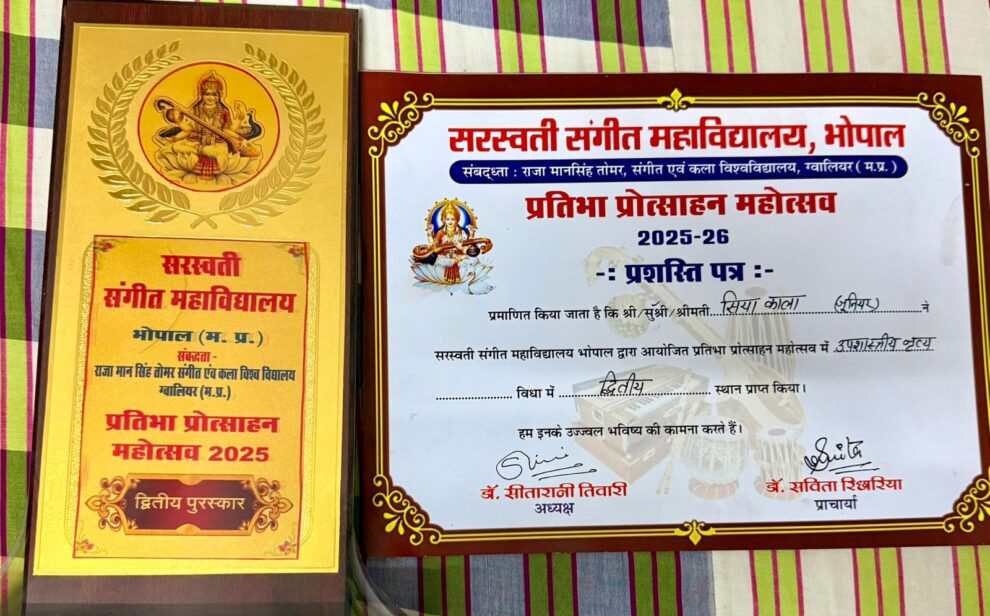 सरस्वती
संगीत महाविद्यालय
भोपाल (म. प्र.)
संबद्धता -
राजा मान सिंह तोमर संगीत एवं कला विश्व विद्यालय
ग्वालियर (म.प्र.)
प्रतिभा प्रोत्साहन
महोत्सव 2025
द्वितीय पुरस्कार
सरस्वती संगीत महाविद्यालय, भोपाल
संबद्ध्ता : राजा मानसिंह तोमर, संगीत एवं कला विश्वविद्यालय, ग्वालियर ( म.प्र. )
प्रतिभा प्रोत्साहन महोत्सव
2025-26
-: प्रशस्ति पत्र :-
प्रमाणित किया जाता है कि श्री/सुॅश्री/श्रीमती सिया काला (जूनियर) ने
सरस्वती संगीत महाविद्यालय भोपाल द्वारा आयोजित प्रतिभा प्रोत्साहन महोत्सव में उपशास्त्रीय नृत्य
विधा में द्वितीय स्थान प्राप्त किया।
हम इनके उज्ज्वल भविष्य की कामना करते हैं।
डॅा. सीतारानी तिवारी
अध्यक्ष
डॅा. सविता रिछारिया
प्राचार्या